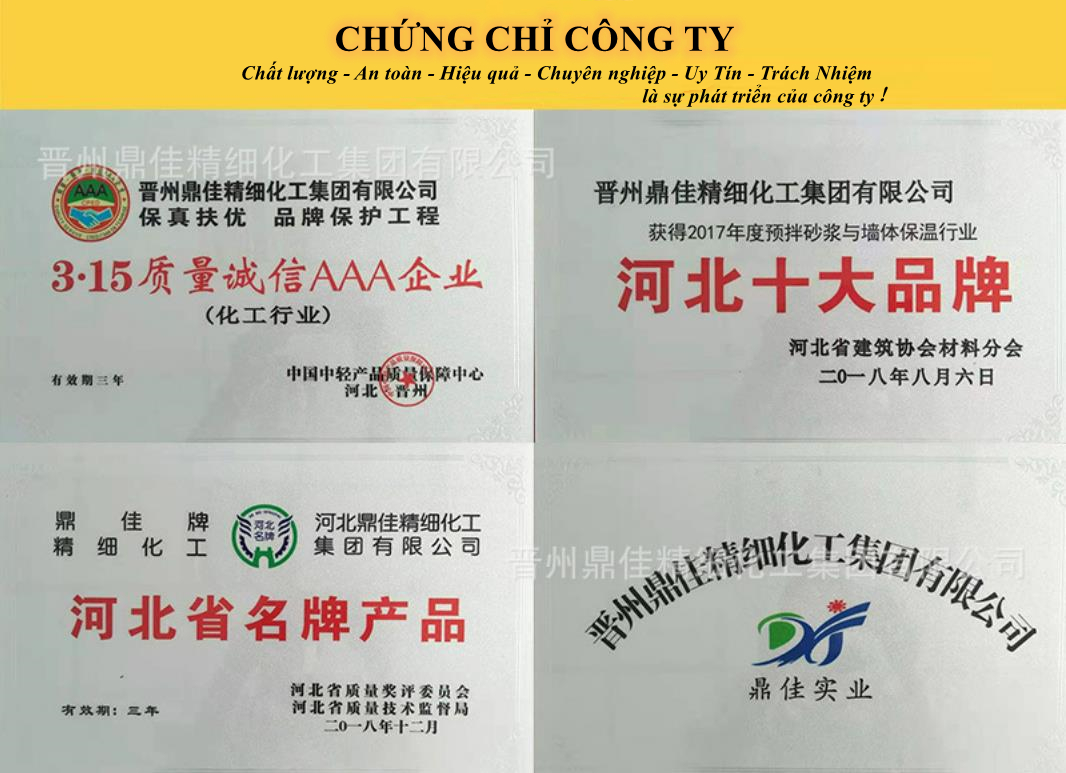 CHỨNG CHỈ CÔNG TY
Chất lượng - An toàn - Hiệu quả - Chuyên nghiệp - Uy Tín - Trách Nhiệm
là sự phát triển của công ty !
晋州鼎佳精细化工集团有限公司
AAA
晋州鼎佳精细化工集团有限公司
保真扶优 品牌保护工程
3·15质量诚信AAA企业
(化工行业)
有效期三年
中国中轻产品质量保障中心
河北 晋州
晋州鼎佳精细化工集团有限公司
获得2017年度预拌砂浆与墙体保温行业
河北十大品牌
河北省建筑协会材料分会
二0一八年八月六日
鼎佳牌
精细化工
河北
名牌
河北鼎佳精细化工
集团有限公司
河北省名牌产品
有效期：三年
河北省质量奖评委员会
河北省质量技术监督局
二0一八年十二月
晋州鼎佳精细化工集团有限公司
晋州鼎佳精细化工集团有限公司
鼎佳实业